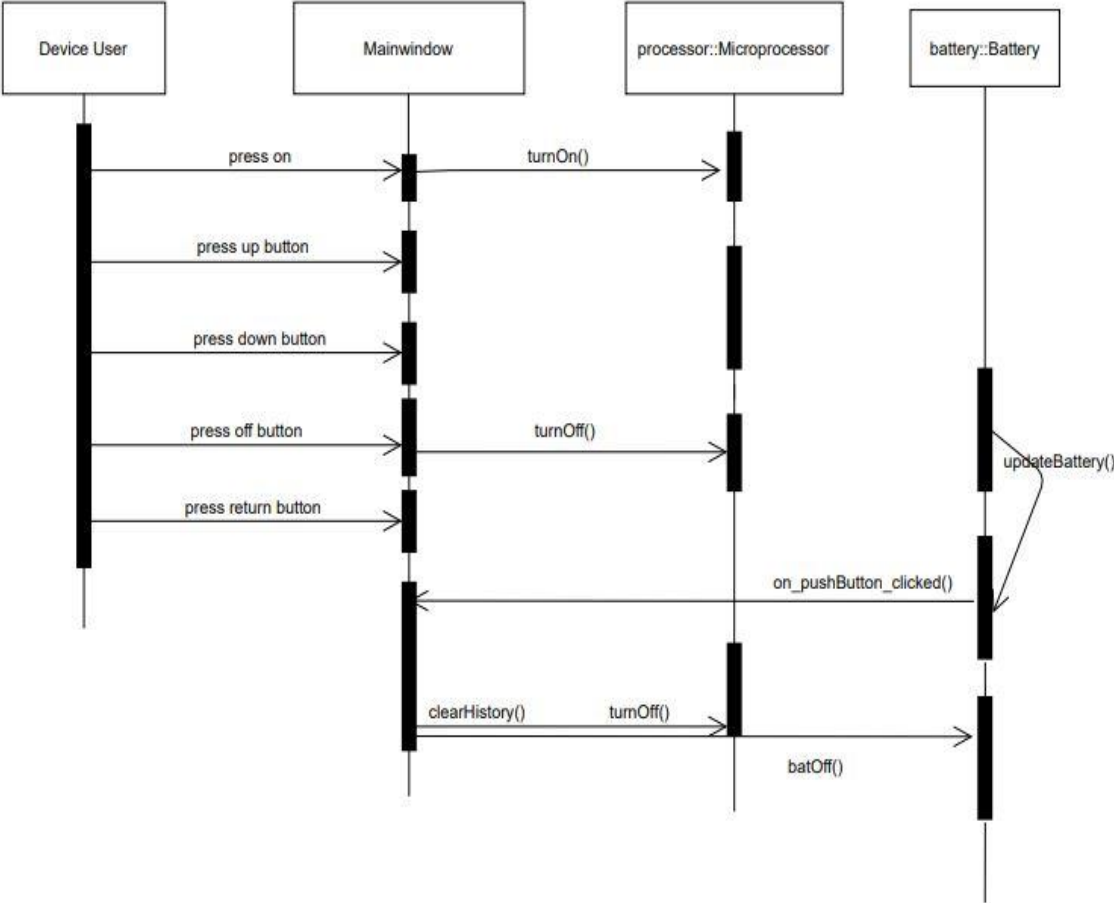 Device User
Mainwindow
processor::Microprocessor
battery::Battery
press on
turnOn()
press up button
press down button
press off button
turnOff()
updateBattery()
press return button
on_pushButton_clicked()
clearHistory()
turnOff()
batOff()